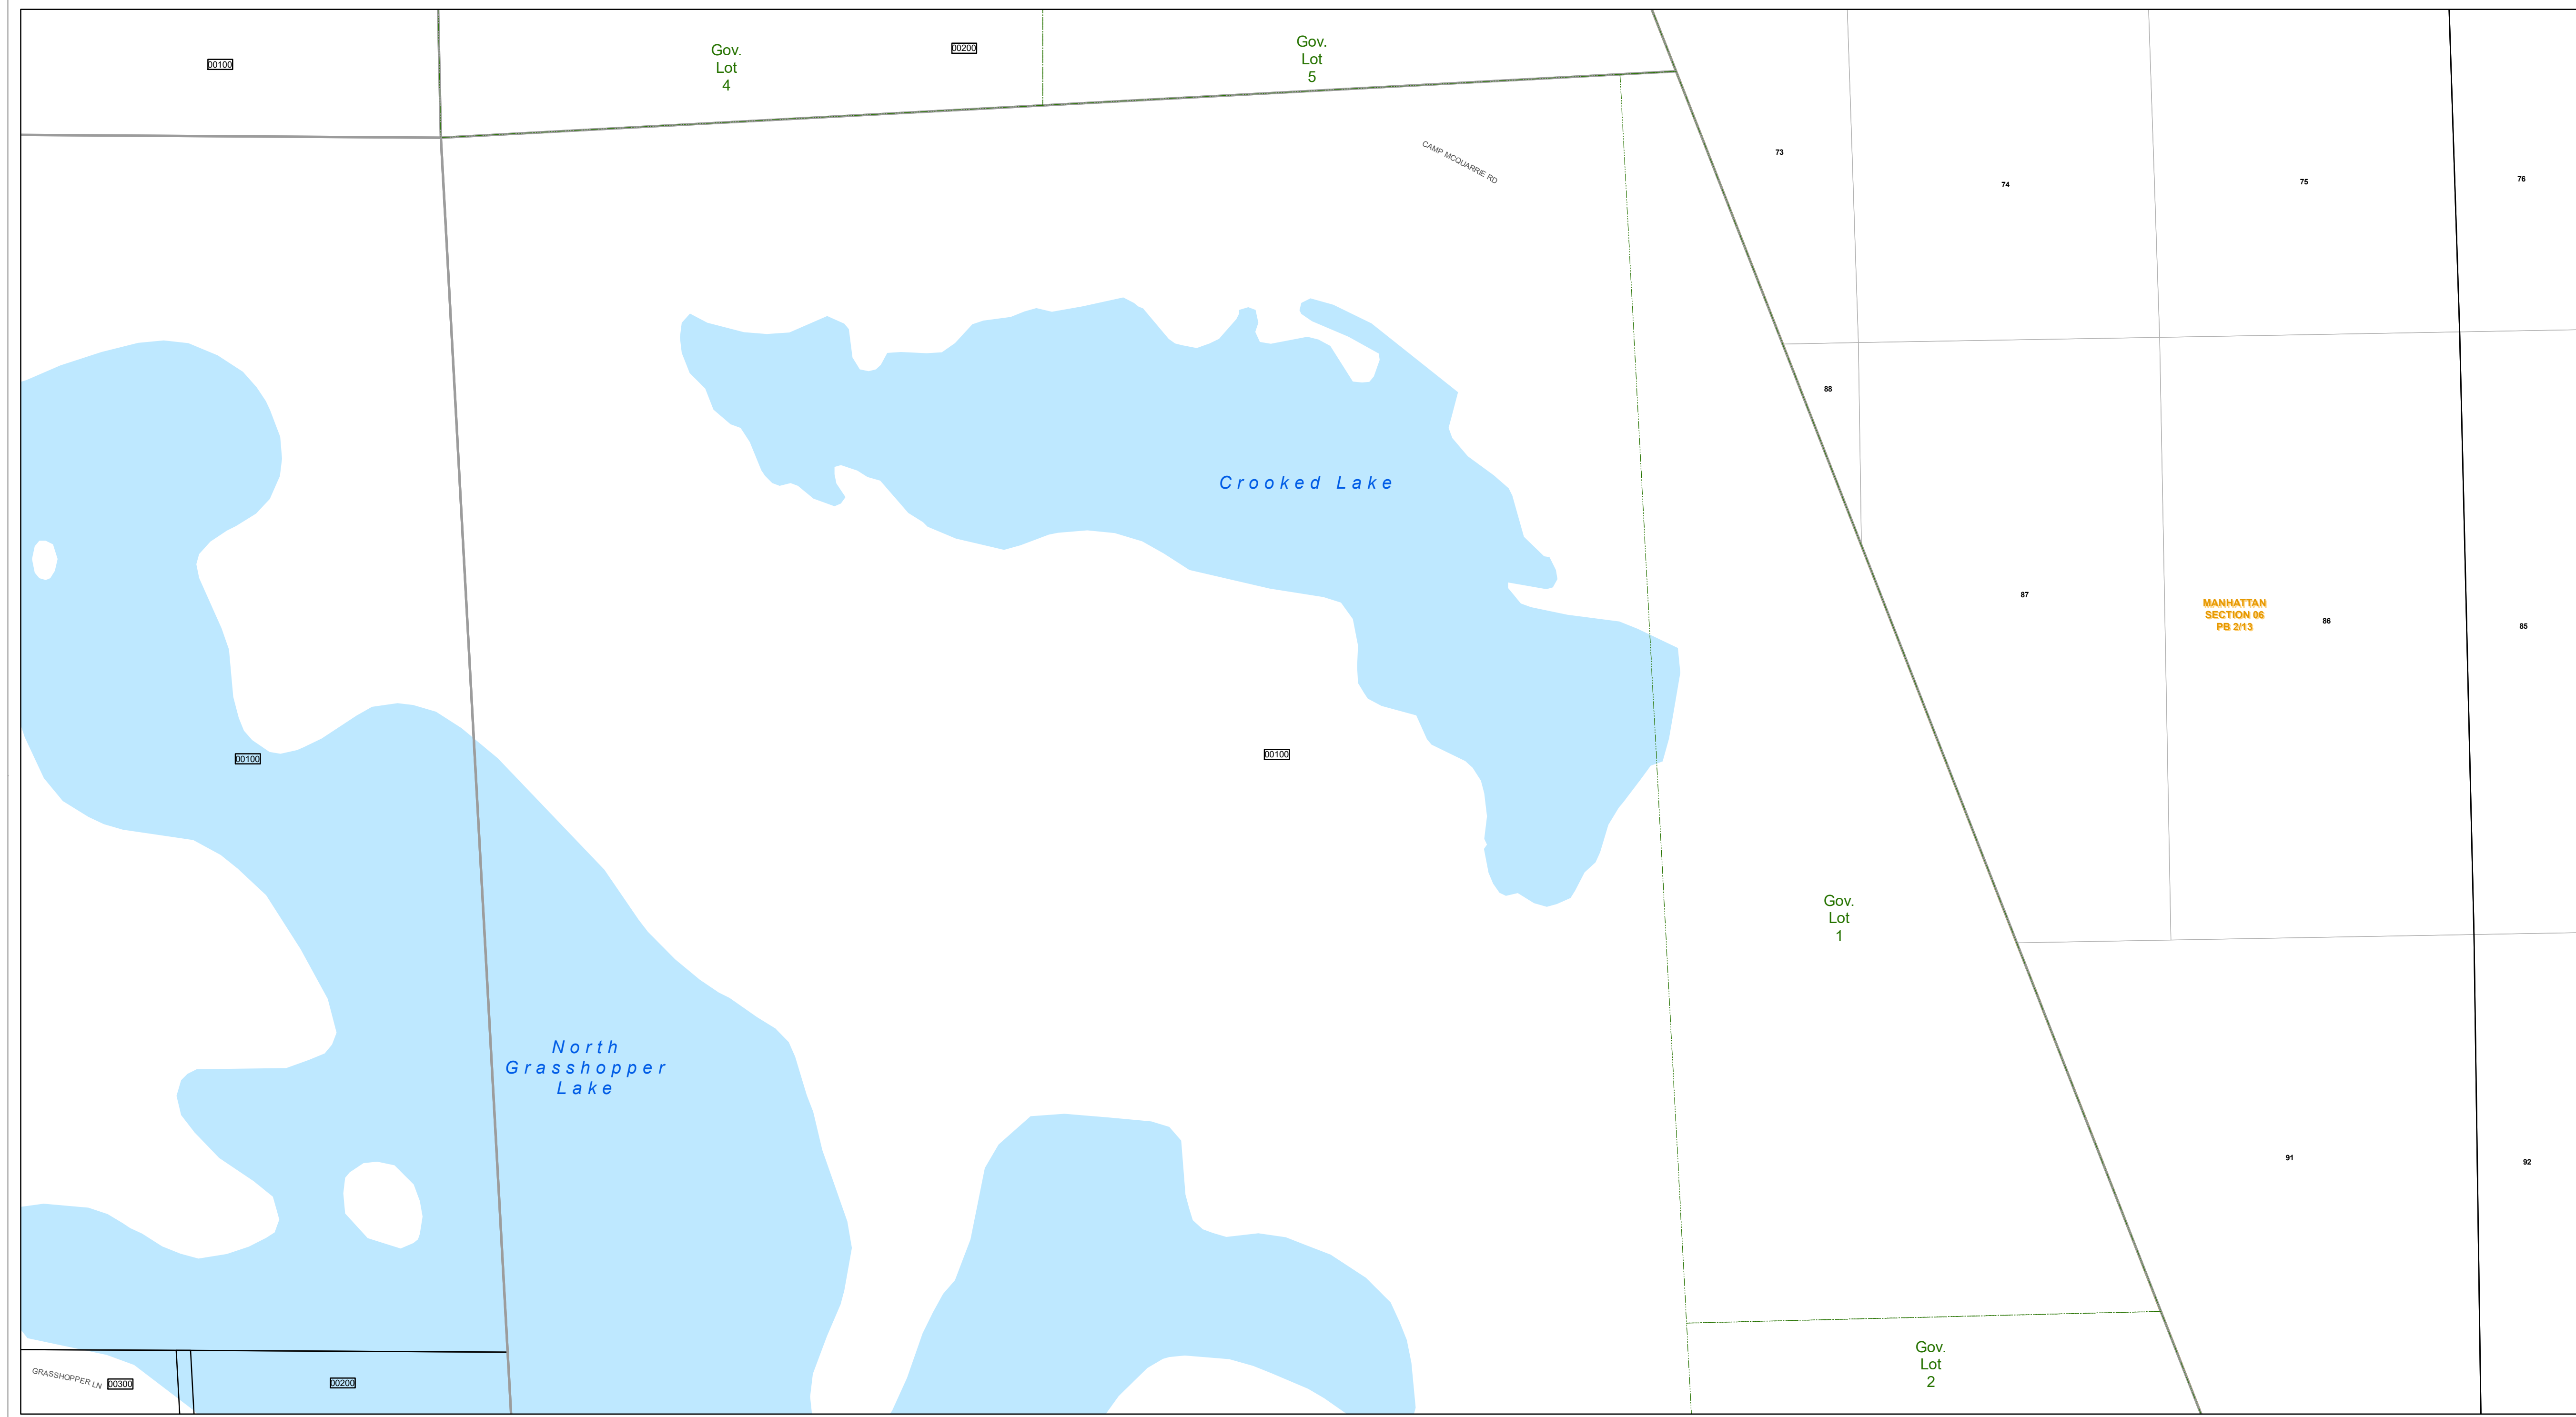 00100
Gov.
Lot
4
00200
Gov.
Lot
5
CAMP MCQUARRIE RD
73
74
75
76
88
Crooked Lake
87
MANHATTAN
SECTION 06
PB 2/13
86
85
00100
00100
Gov.
Lot
1
North
Grasshopper
Lake
91
92
Gov.
Lot
2
GRASSHOPPER LN
00300
00200